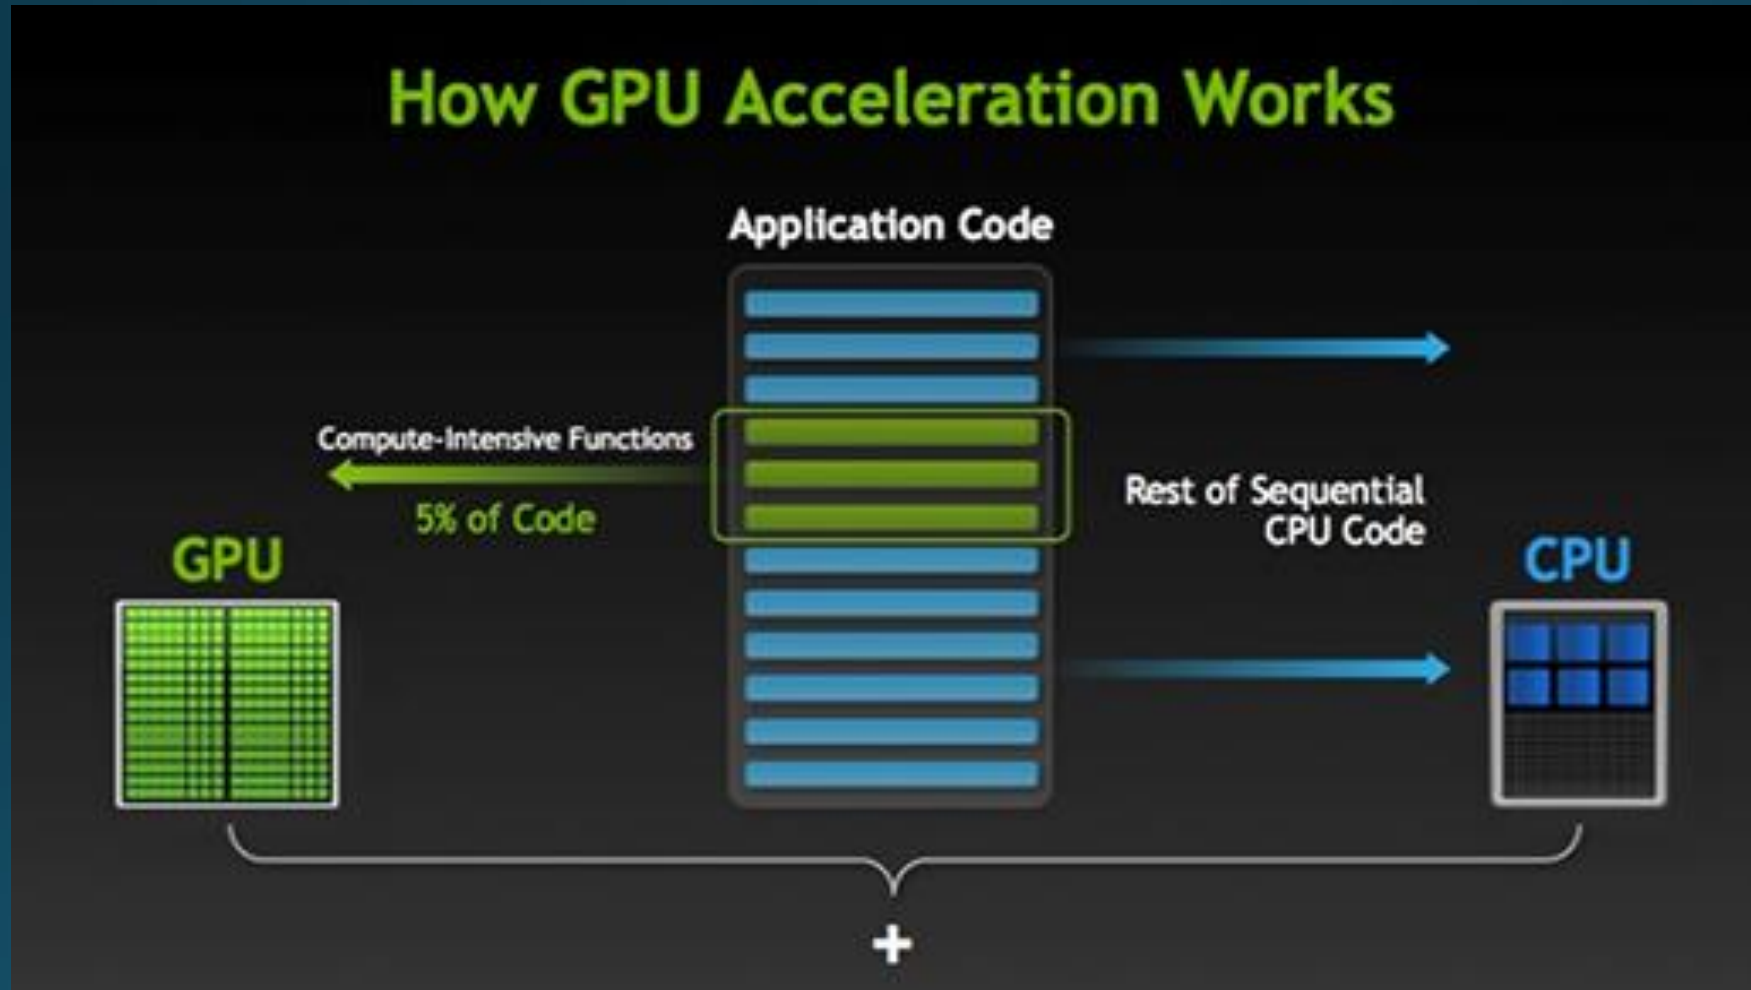 How GPU Acceleration Works
Application Code
Compute-Intensive Functions
5% of Code
Rest of Sequential
CPU Code
GPU
CPU
+